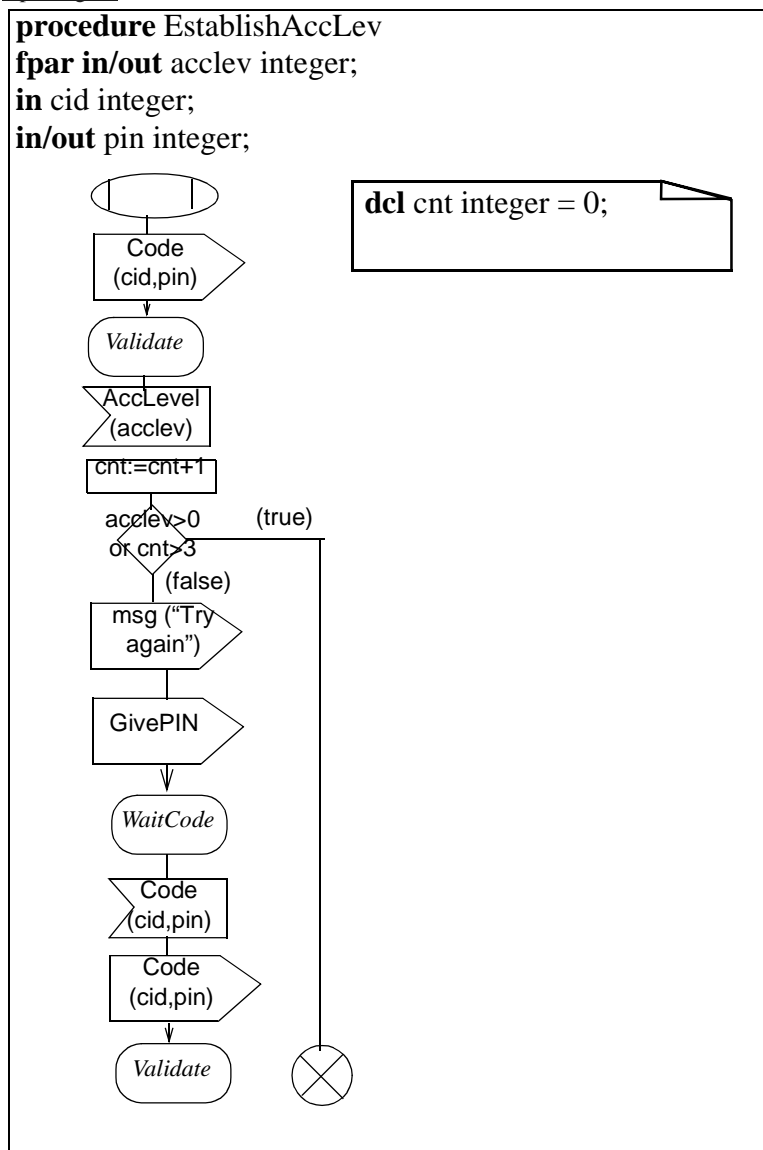 procedure EstablishAccLev
fpar in/out acclev integer;
in cid integer;
in/out pin integer;
dcl cnt integer = 0;
Code
(cid,pin)
Validate
AccLevel
(acclev)
cnt:=cnt+1
acclev>0
or cnt>3
(true)
(false)
msg (“Try
again”)
GivePIN
WaitCode
Code
(cid,pin)
Code
(cid,pin)
Validate